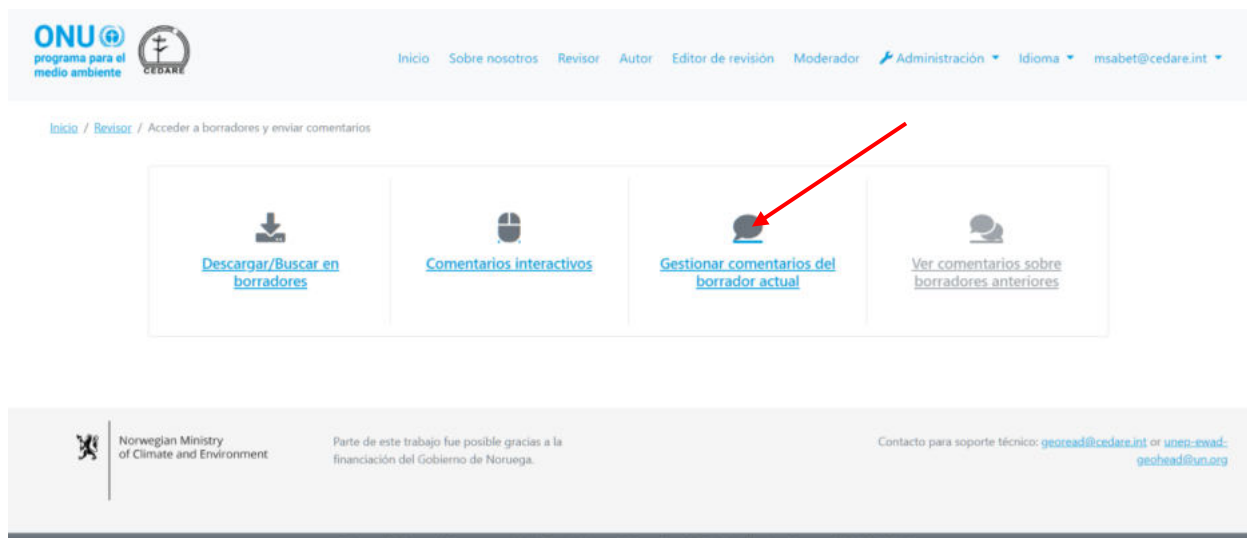 ONU
programa para el
medio ambiente
CEDARE
Inicio Sobre nosotros Revisor Autor Editor de revisión Moderador Administración Idioma msabet@cedare.int
Inicio / Revisor / Acceder a borradores y enviar comentarios
Descargar/Buscar en
borradores
Comentarios interactivos
Gestionar comentarios del
borrador actual
Ver comentarios sobre
borradores anteriores
Norwegian Ministry
of Climate and Environment
Parte de este trabajo fue posible gracias a la
financiación del Gobierno de Noruega.
Contacto para soporte técnico: georead@cedare.int or unep-ewad-
geohead@un.org